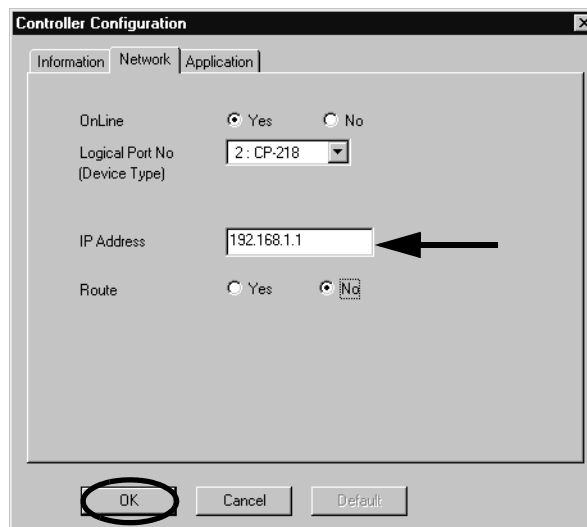 Controller Configuration
Information Network Application
OnLine Yes No
Logical Port No 2 : CP-218
(Device Type)
IP Address 192.168.1.1
Route Yes No
OK Cancel Default